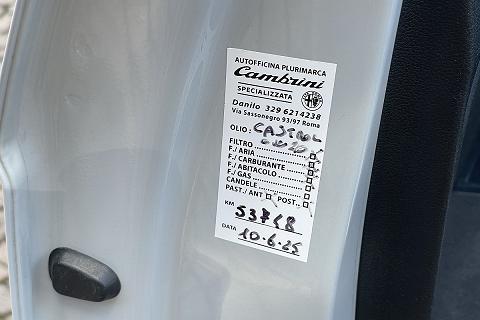 AUTOFFICINA PLURIMARCA
Cambrini
SPECIALIZZATA
Danilo 329 6214238
Via Sassonegro 93/97 Roma
OLIO: CASTROL
FILTRO
F./ ARIA
F./ CARBURANTE
F./ ABITACOLO
F./ GAS
CANDELE
PAST./ ANT POST.
KM 53718
DATA 10-6-25